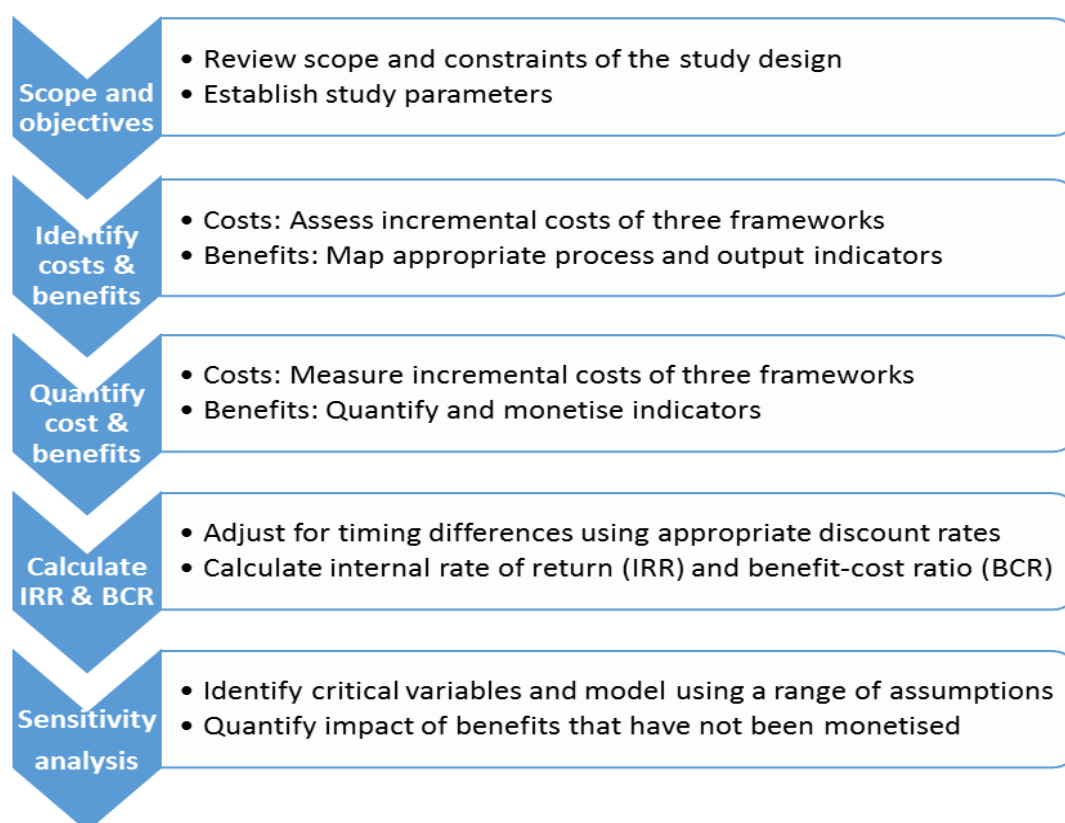 Scope and
objectives
• Review scope and constraints of the study design
• Establish study parameters
Identify
costs &
benefits
• Costs: Assess incremental costs of three frameworks
• Benefits: Map appropriate process and output indicators
Quantify
cost &
benefits
• Costs: Measure incremental costs of three frameworks
• Benefits: Quantify and monetise indicators
Calculate
IRR & BCR
• Adjust for timing differences using appropriate discount rates
• Calculate internal rate of return (IRR) and benefit-cost ratio (BCR)
Sensitivity
analysis
• Identify critical variables and model using a range of assumptions
• Quantify impact of benefits that have not been monetised